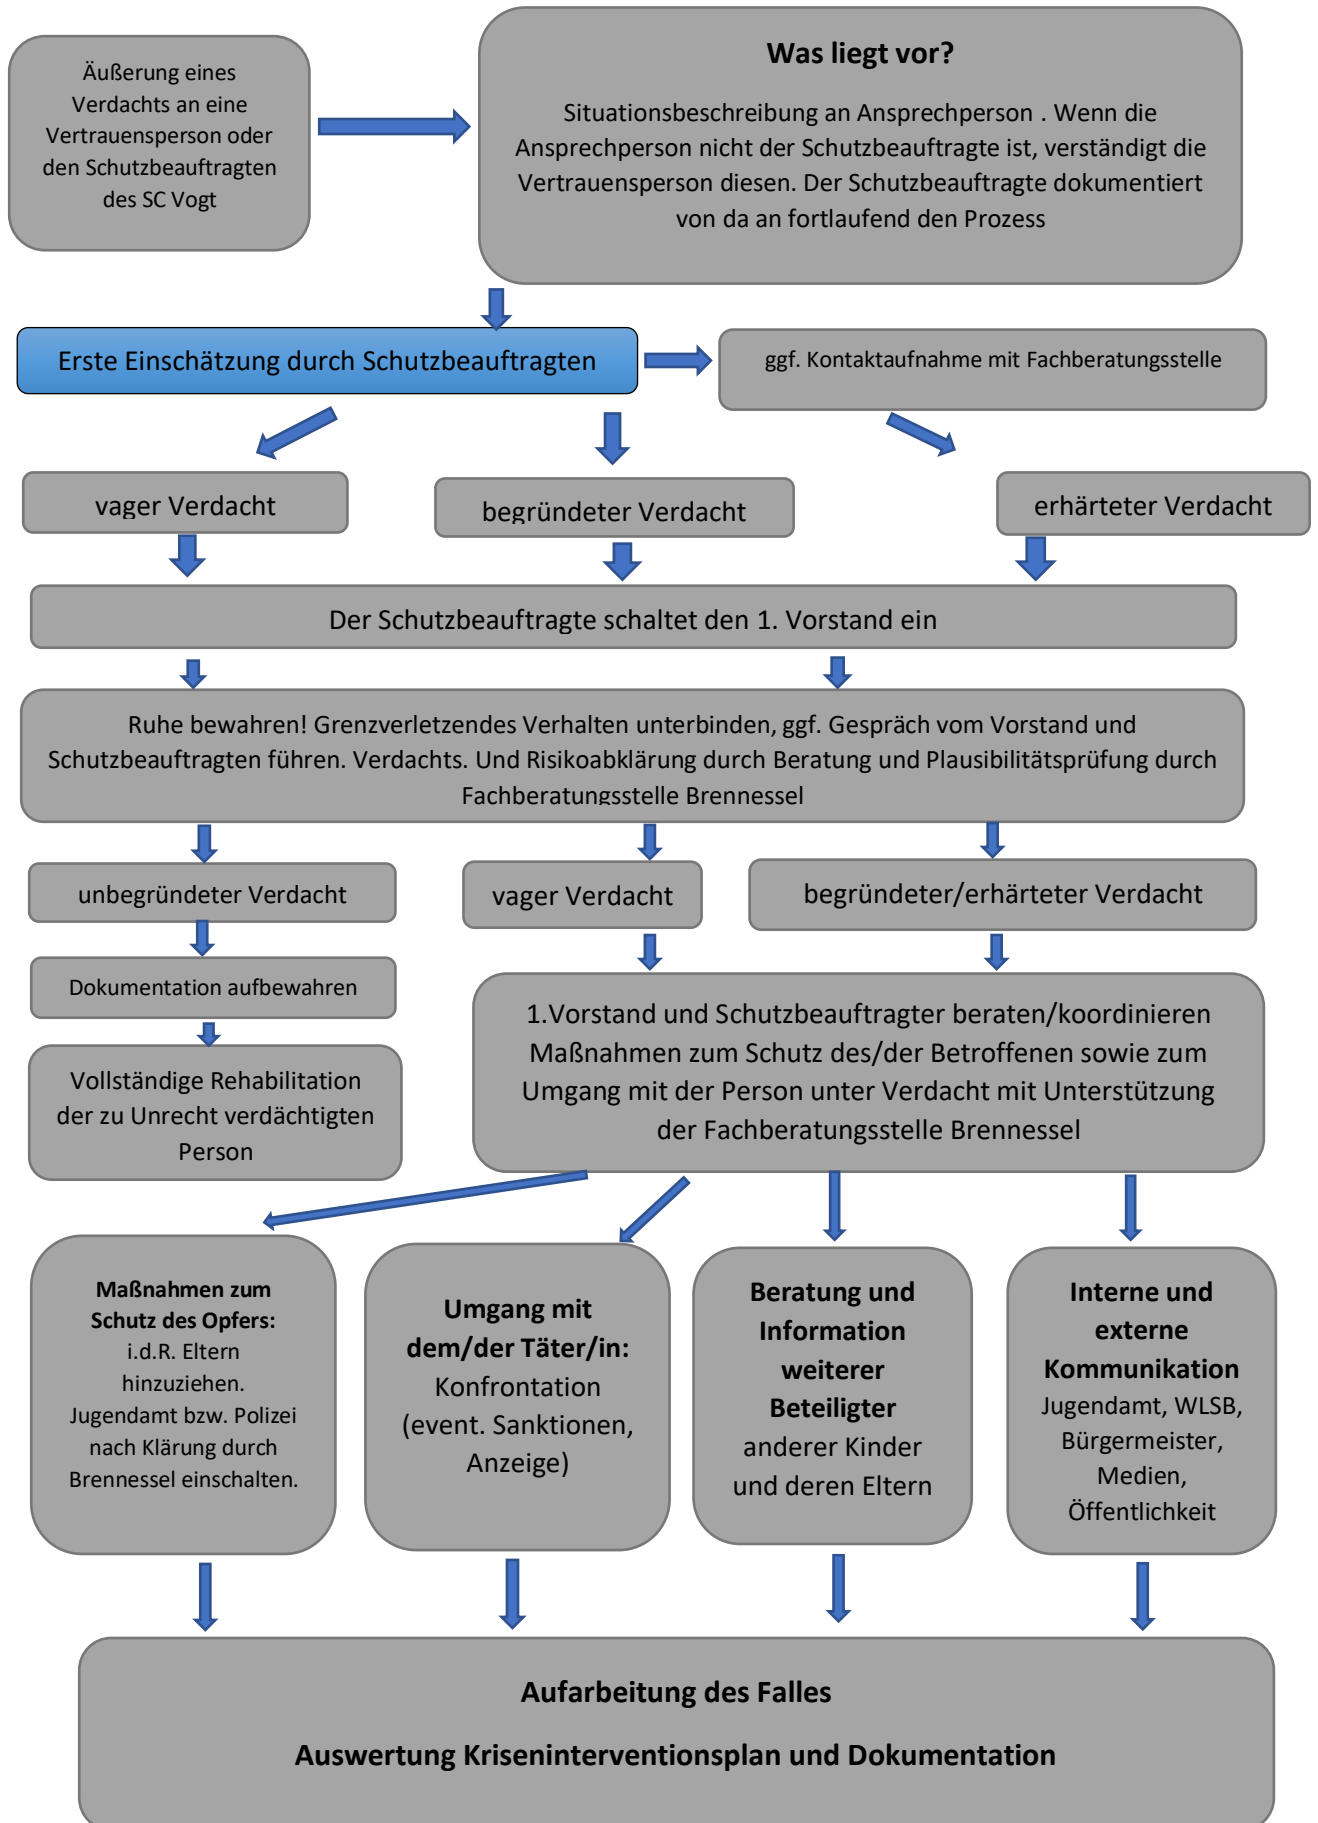 Äußerung eines
Verdachts an eine
Vertrauensperson oder
den Schutzbeauftragten
des SC Vogt
Was liegt vor?
Situationsbeschreibung an Ansprechperson . Wenn die
Ansprechperson nicht der Schutzbeauftragte ist, verständigt die
Vertrauensperson diesen. Der Schutzbeauftragte dokumentiert
von da an fortlaufend den Prozess
Erste Einschätzung durch Schutzbeauftragten
ggf. Kontaktaufnahme mit Fachberatungsstelle
vager Verdacht
begründeter Verdacht
erhärteter Verdacht
Der Schutzbeauftragte schaltet den 1. Vorstand ein
Ruhe bewahren! Grenzverletzendes Verhalten unterbinden, ggf. Gespräch vom Vorstand und
Schutzbeauftragten führen. Verdachts. Und Risikoabklärung durch Beratung und Plausibilitätsprüfung durch
Fachberatungsstelle Brennessel
unbegründeter Verdacht
vager Verdacht
begründeter/erhärteter Verdacht
Dokumentation aufbewahren
Vollständige Rehabilitation
der zu Unrecht verdächtigten
Person
1.Vorstand und Schutzbeauftragter beraten/koordinieren
Maßnahmen zum Schutz des/der Betroffenen sowie zum
Umgang mit der Person unter Verdacht mit Unterstützung
der Fachberatungsstelle Brennessel
Maßnahmen zum
Schutz des Opfers:
i.d.R. Eltern
hinzuziehen.
Jugendamt bzw. Polizei
nach Klärung durch
Brennessel einschalten.
Umgang mit
dem/der Täter/in:
Konfrontation
(event. Sanktionen,
Anzeige)
Beratung und
Information
weiterer
Beteiligter
anderer Kinder
und deren Eltern
Interne und
externe
Kommunikation
Jugendamt, WLSB,
Bürgermeister,
Medien,
Öffentlichkeit
Aufarbeitung des Falles
Auswertung Kriseninterventionsplan und Dokumentation